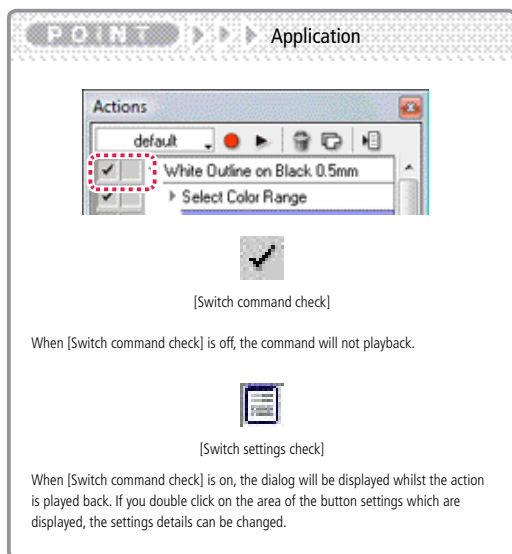 POINT
Application
Actions
default
White Outline on Black 0.5mm
Select Color Range
[Switch command check]
When [Switch command check] is off, the command will not playback.
[Switch settings check]
When [Switch command check] is on, the dialog will be displayed whilst the action
is played back. If you double click on the area of the button settings which are
displayed, the settings details can be changed.